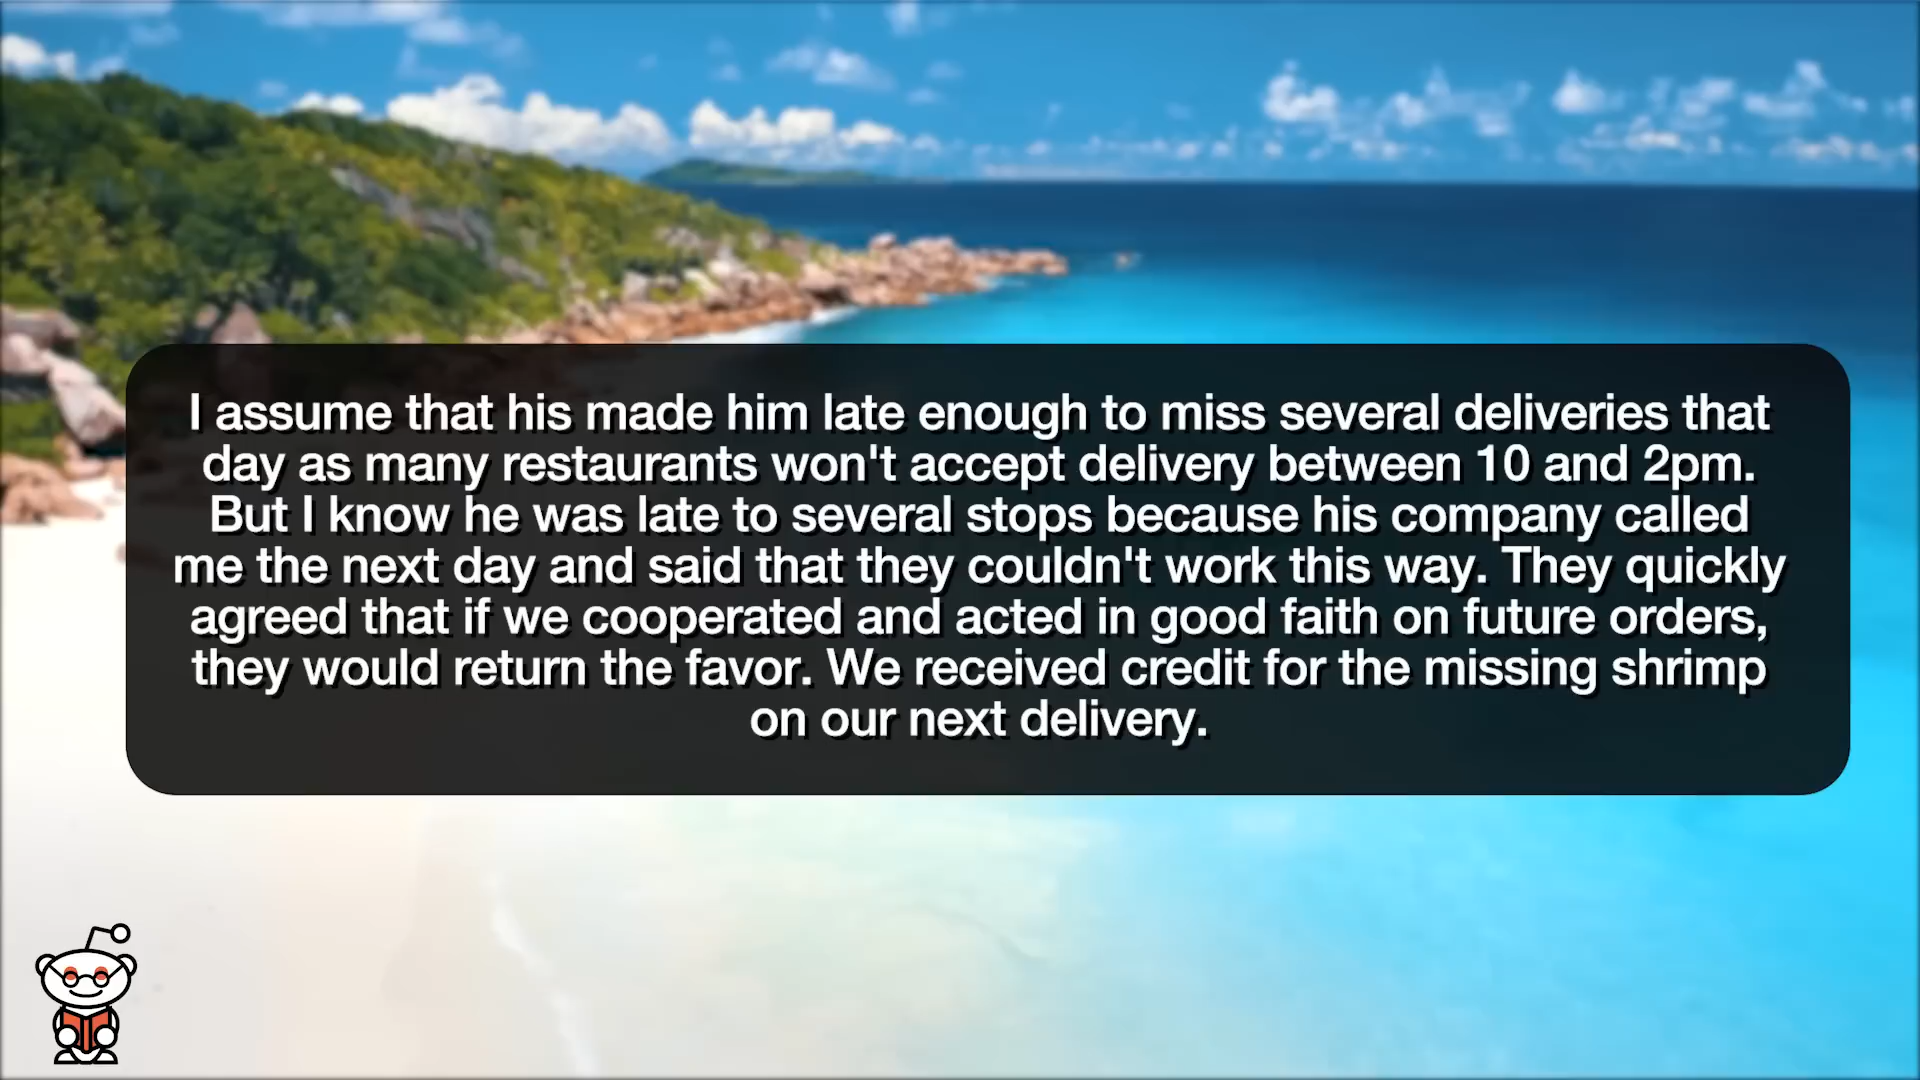 I assume that his made him late enough to miss several deliveries that
day as many restaurants won't accept delivery between 10 and 2pm.
But I know he was late to several stops because his company called
me the next day and said that they couldn't work this way. They quickly
agreed that if we cooperated and acted in good faith on future orders,
they would return the favor. We received credit for the missing shrimp
on our next delivery.